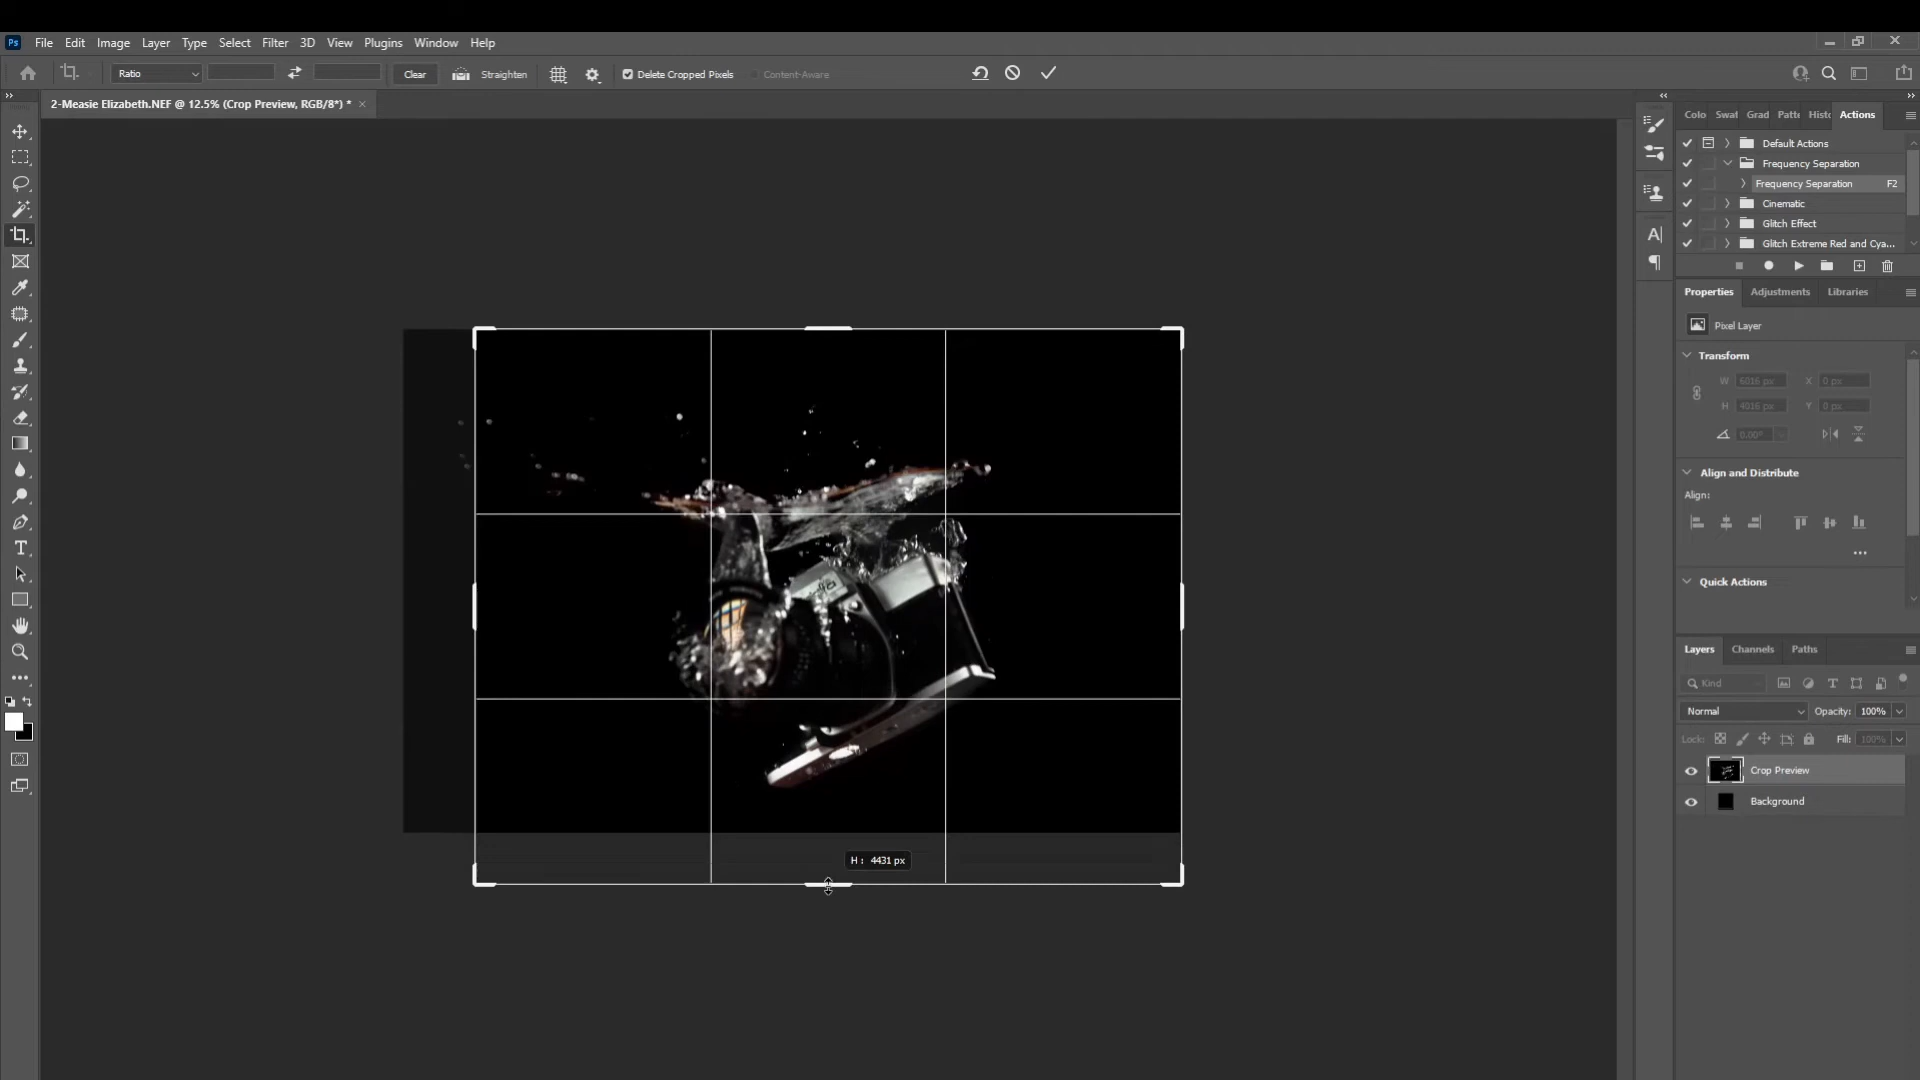 Ps File Edit Image Layer Type Select Filter 3D View Plugins Window Help
Ratio Clear Straighten Delete Cropped Pixels Content-Aware
2-Measie Elizabeth.NEF @ 12.5% (Crop Preview, RGB/8*) *
Colo Swat Grad Patte Histo Actions
Default Actions
Frequency Separation
Frequency Separation F2
Cinematic
Glitch Effect
Glitch Extreme Red and Cya...
Properties Adjustments Libraries
Pixel Layer
Transform
W 6016 px X 0 px
H 4016 px Y 0 px
0.00°
Align and Distribute
Align:
Quick Actions
Layers Channels Paths
Kind
Normal Opacity: 100%
Lock: Fill: 100%
Crop Preview
Background
H : 4431 px